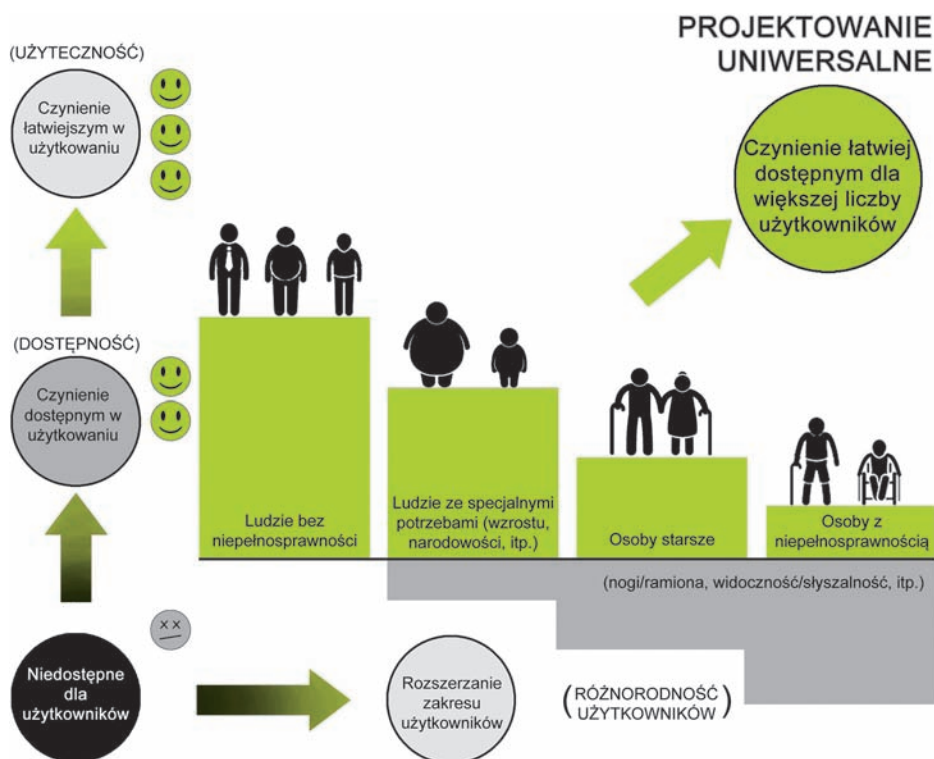 PROJEKTOWANIE
UNIWERSALNE
(UŻYTECZNOŚĆ)
Czynienie
łatwiejszym w
użytkowaniu
Czynienie łatwiej
dostępnym dla
większej liczby
użytkowników
(DOSTĘPNOŚĆ)
Czynienie
dostępnym w
użytkowaniu
Ludzie bez
niepełnosprawności
Ludzie ze specjalnymi
potrzebami (wzrostu,
narodowości, itp.)
Osoby starsze
Osoby z
niepełnosprawnością
(nogi/ramiona, widoczność/słyszalność, itp.)
Niedostępne
dla
użytkowników
Rozszerzanie
zakresu
użytkowników
(RÓŻNORODNOŚĆ
UŻYTKOWNIKÓW)